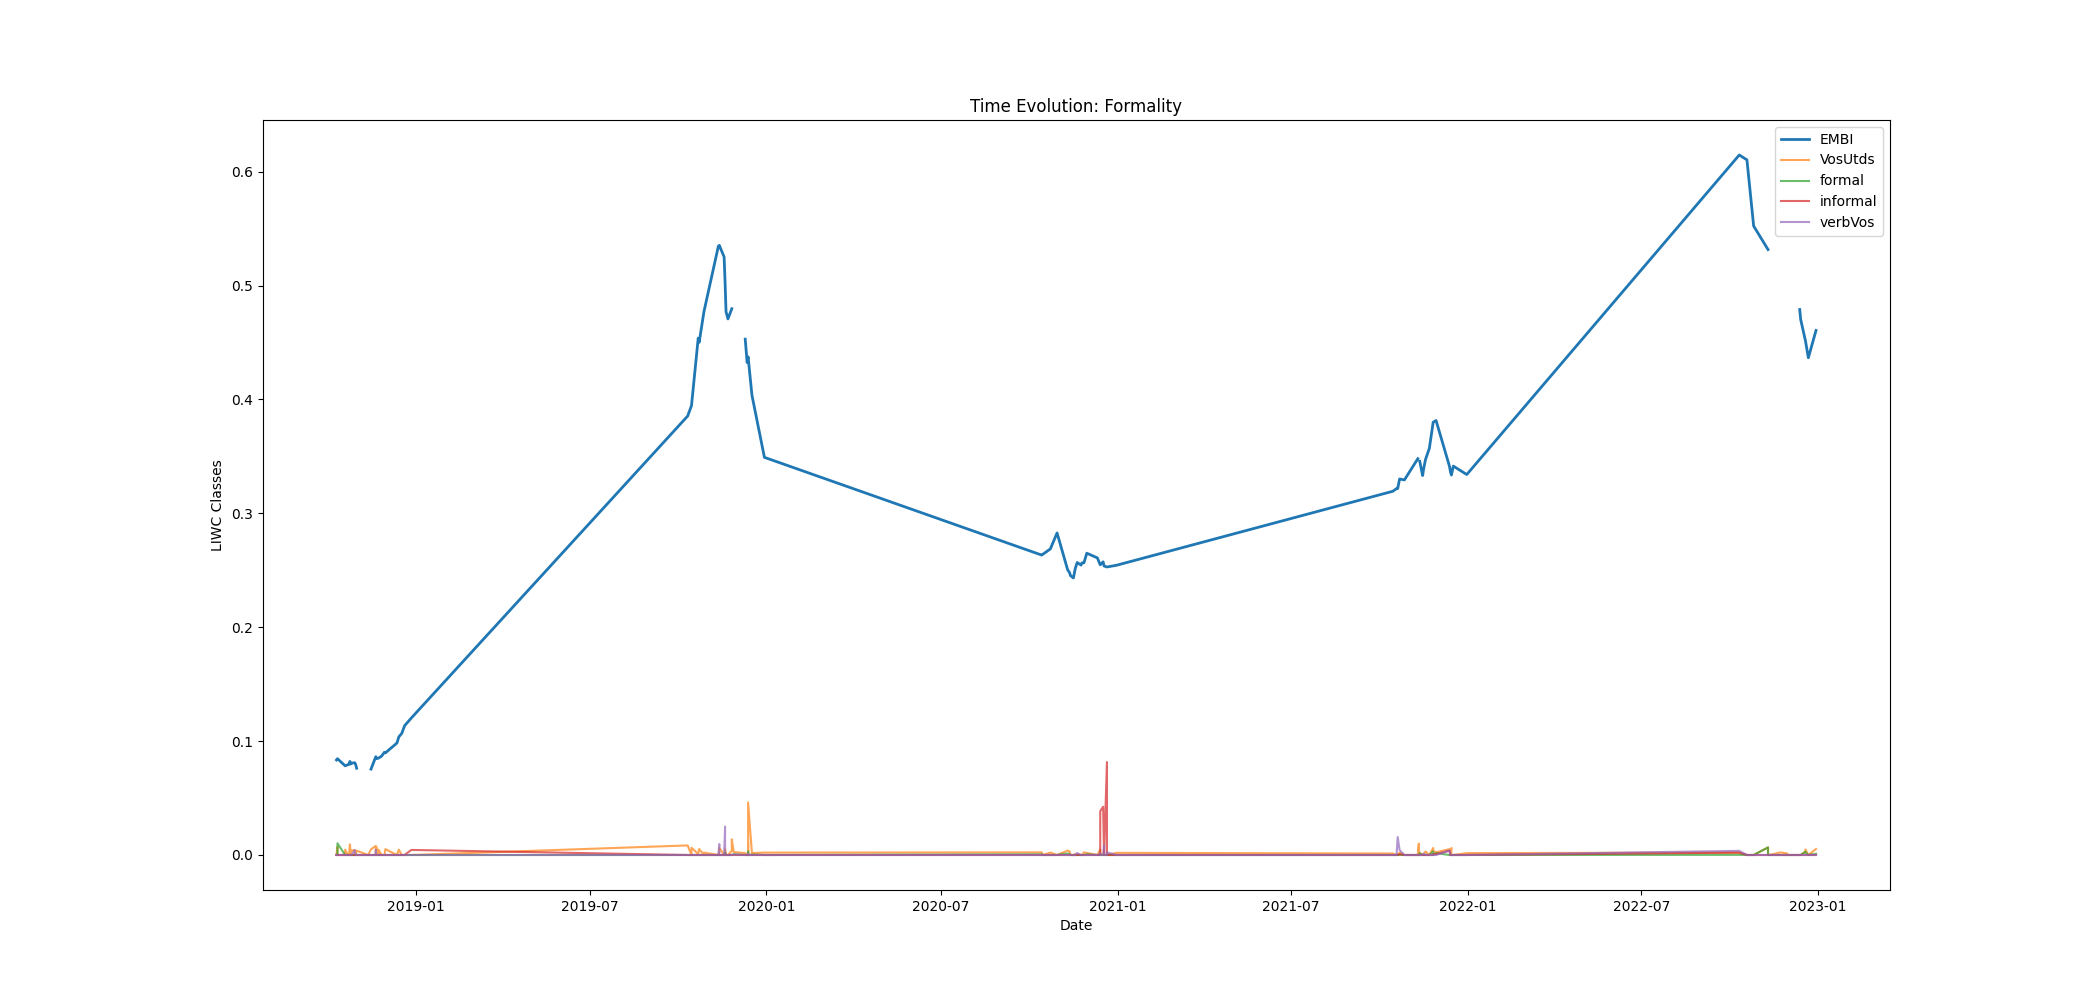 Time Evolution: Formality
EMBI
VosUtds
formal
informal
verbVos
0.6
0.5
0.4
0.3
0.2
0.1
0.0
LIWC Classes
2019-01
2019-07
2020-01
2020-07
2021-01
2021-07
2022-01
2022-07
2023-01
Date